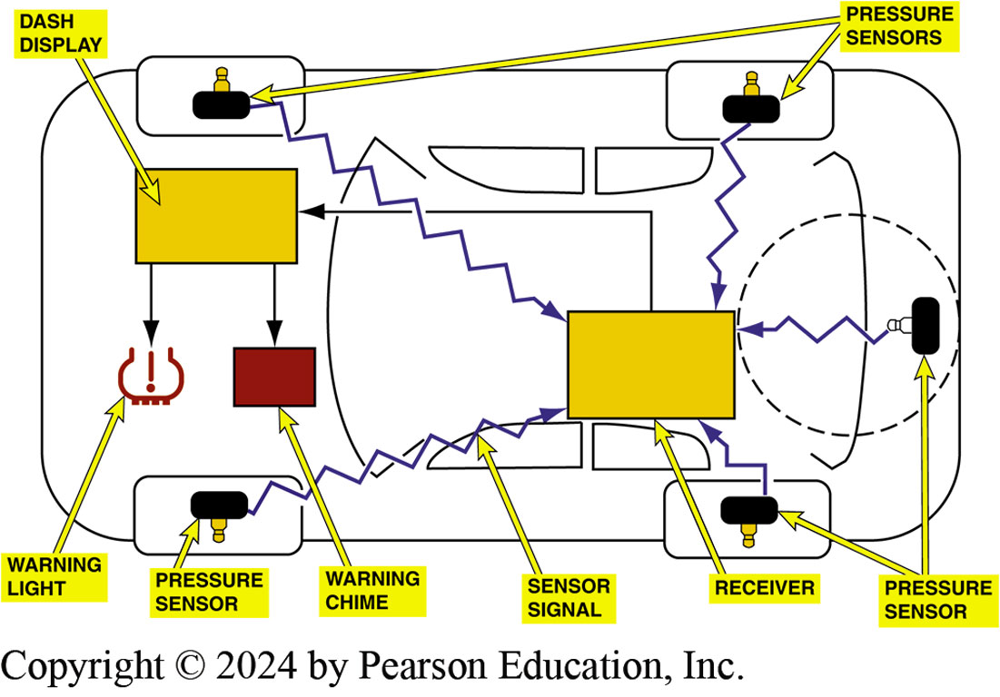 DASH
DISPLAY
PRESSURE
SENSORS
WARNING
LIGHT
PRESSURE
SENSOR
WARNING
CHIME
SENSOR
SIGNAL
RECEIVER
PRESSURE
SENSOR
Copyright © 2024 by Pearson Education, Inc.